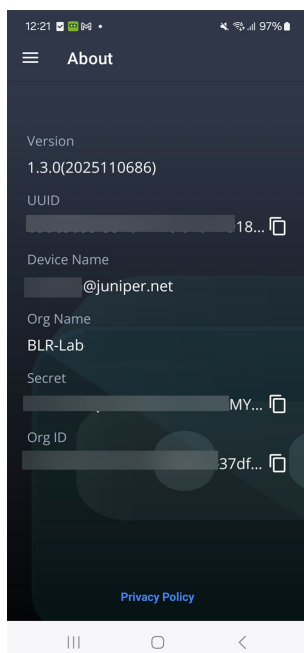 12:21 97%
About
Version
1.3.0(2025110686)
UUID
18...
Device Name
@juniper.net
Org Name
BLR-Lab
Secret
MY...
Org ID
37df...
Privacy Policy